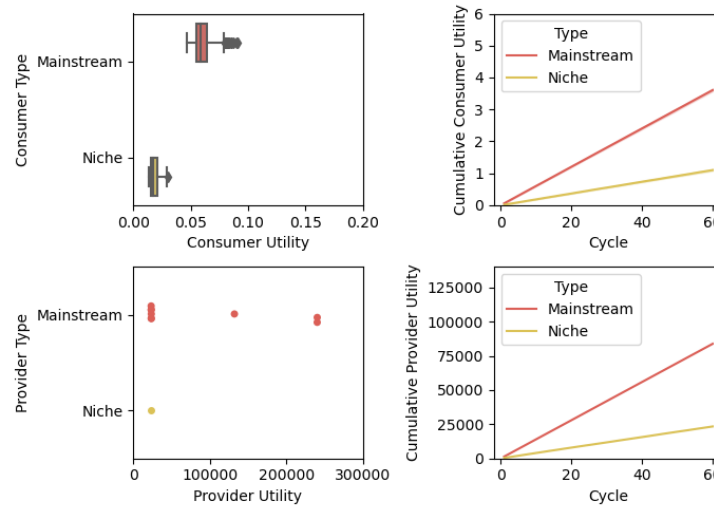 Consumer Type
Mainstream
Niche
0.00 0.05 0.10 0.15 0.20
Consumer Utility
Cumulative Consumer Utility
6
5
4
3
2
1
0
Type
Mainstream
Niche
0 20 40 60
Cycle
Provider Type
Mainstream
Niche
0 100000 200000 300000
Provider Utility
Cumulative Provider Utility
125000
100000
75000
50000
25000
0
Type
Mainstream
Niche
0 20 40 60
Cycle